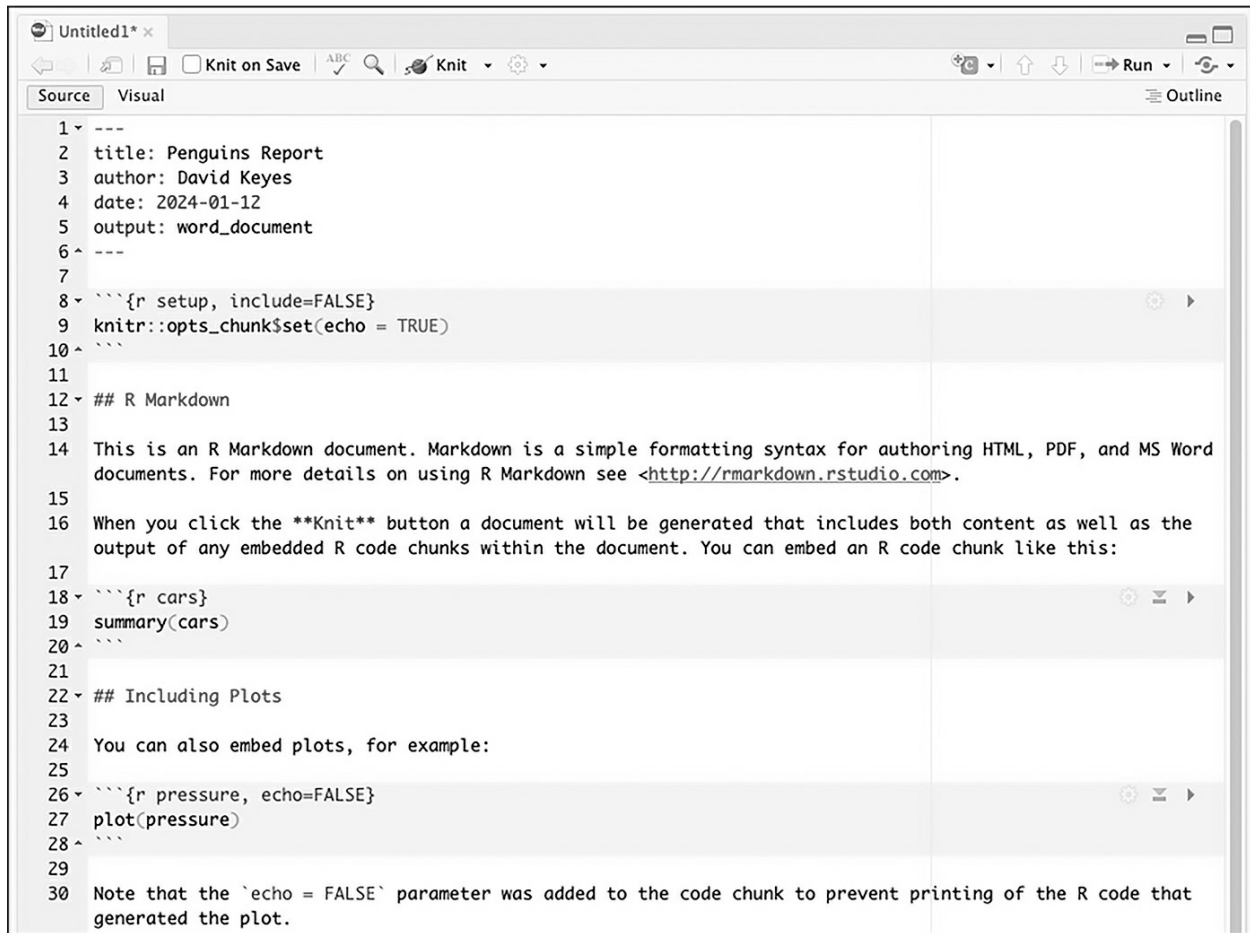 Untitled1*
Knit on Save ABC Knit Run
Source Visual Outline
1 ---
2 title: Penguins Report
3 author: David Keyes
4 date: 2024-01-12
5 output: word_document
6 ---
7
8 ```{r setup, include=FALSE}
9 knitr::opts_chunk$set(echo = TRUE)
10 ```
11
12 ## R Markdown
13
14 This is an R Markdown document. Markdown is a simple formatting syntax for authoring HTML, PDF, and MS Word
documents. For more details on using R Markdown see <http://rmarkdown.rstudio.com>.
15
16 When you click the **Knit** button a document will be generated that includes both content as well as the
output of any embedded R code chunks within the document. You can embed an R code chunk like this:
17
18 ```{r cars}
19 summary(cars)
20 ```
21
22 ## Including Plots
23
24 You can also embed plots, for example:
25
26 ```{r pressure, echo=FALSE}
27 plot(pressure)
28 ```
29
30 Note that the `echo = FALSE` parameter was added to the code chunk to prevent printing of the R code that
generated the plot.